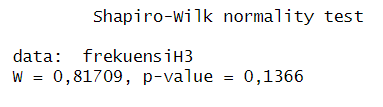 Shapiro-Wilk normality test
data:  frekuensiH3
W = 0,81709, p-value = 0,1366